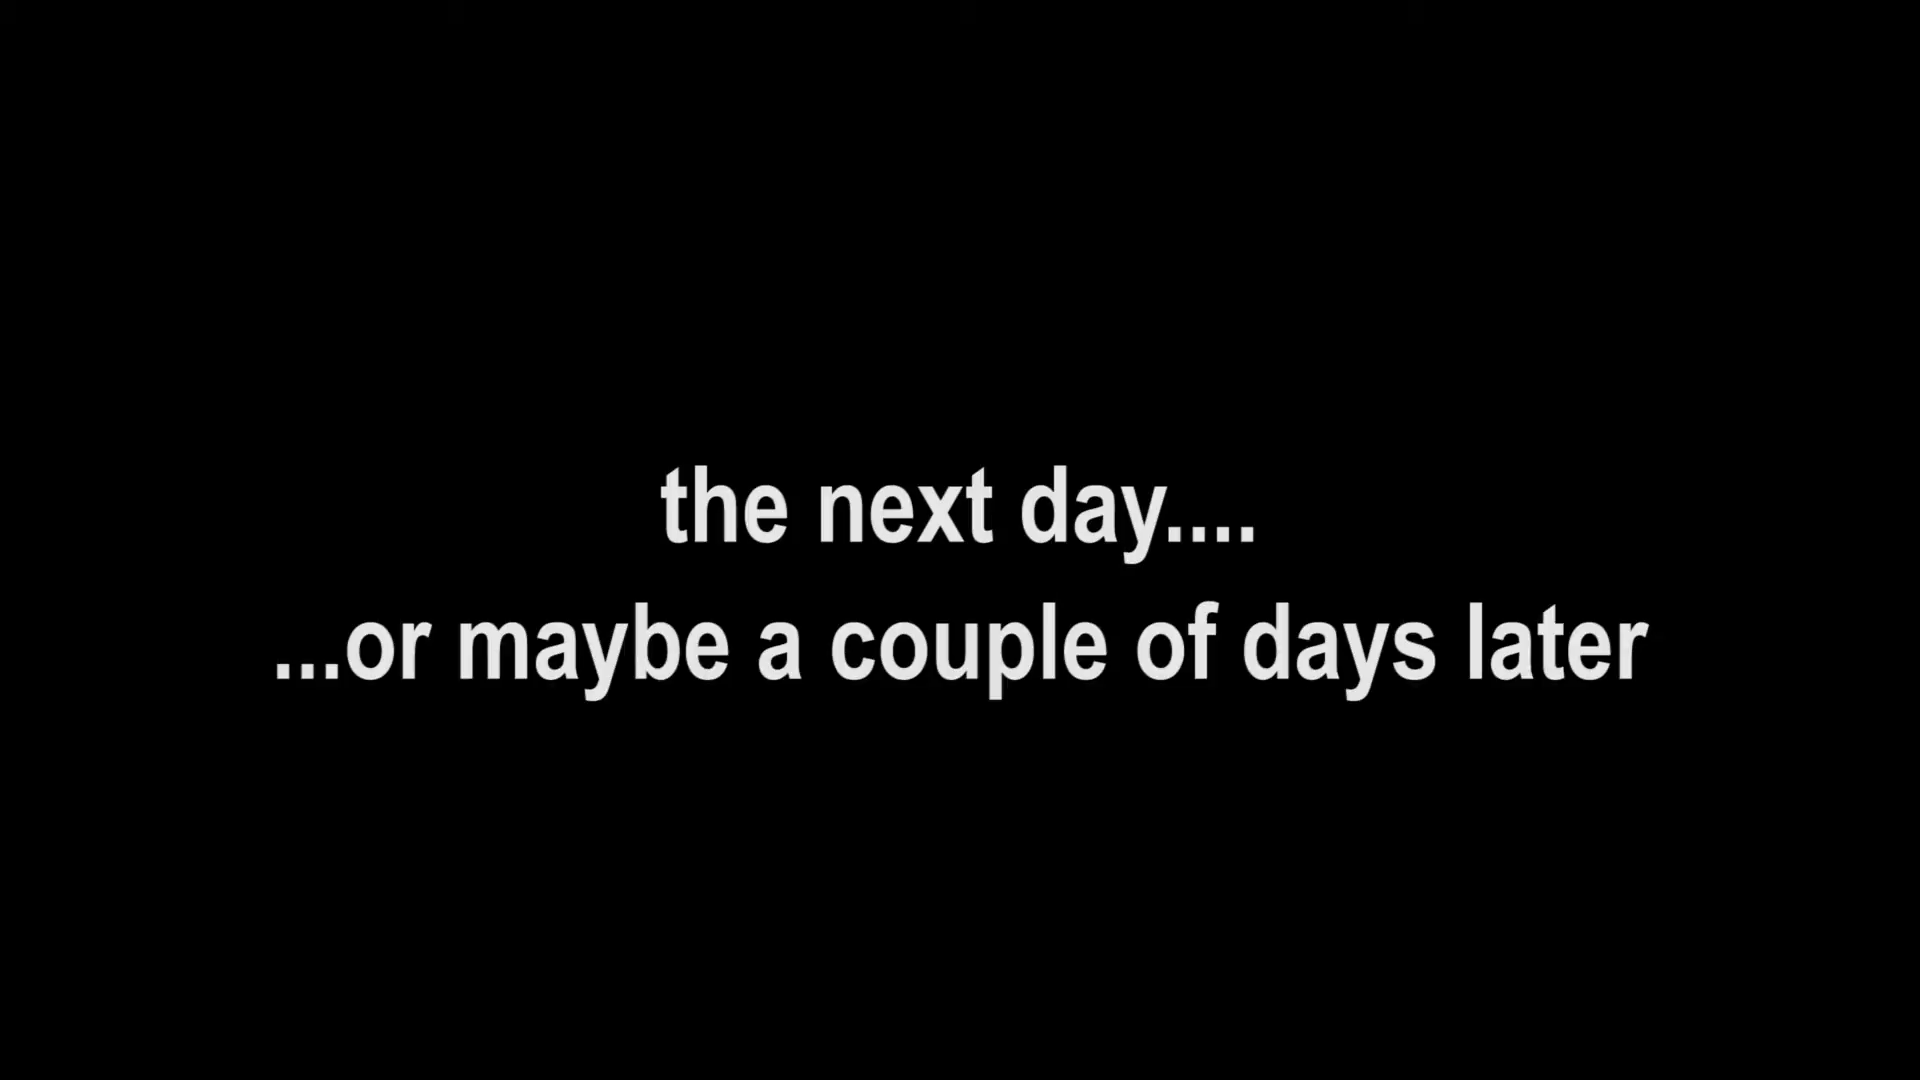 the next day....
...or maybe a couple of days later